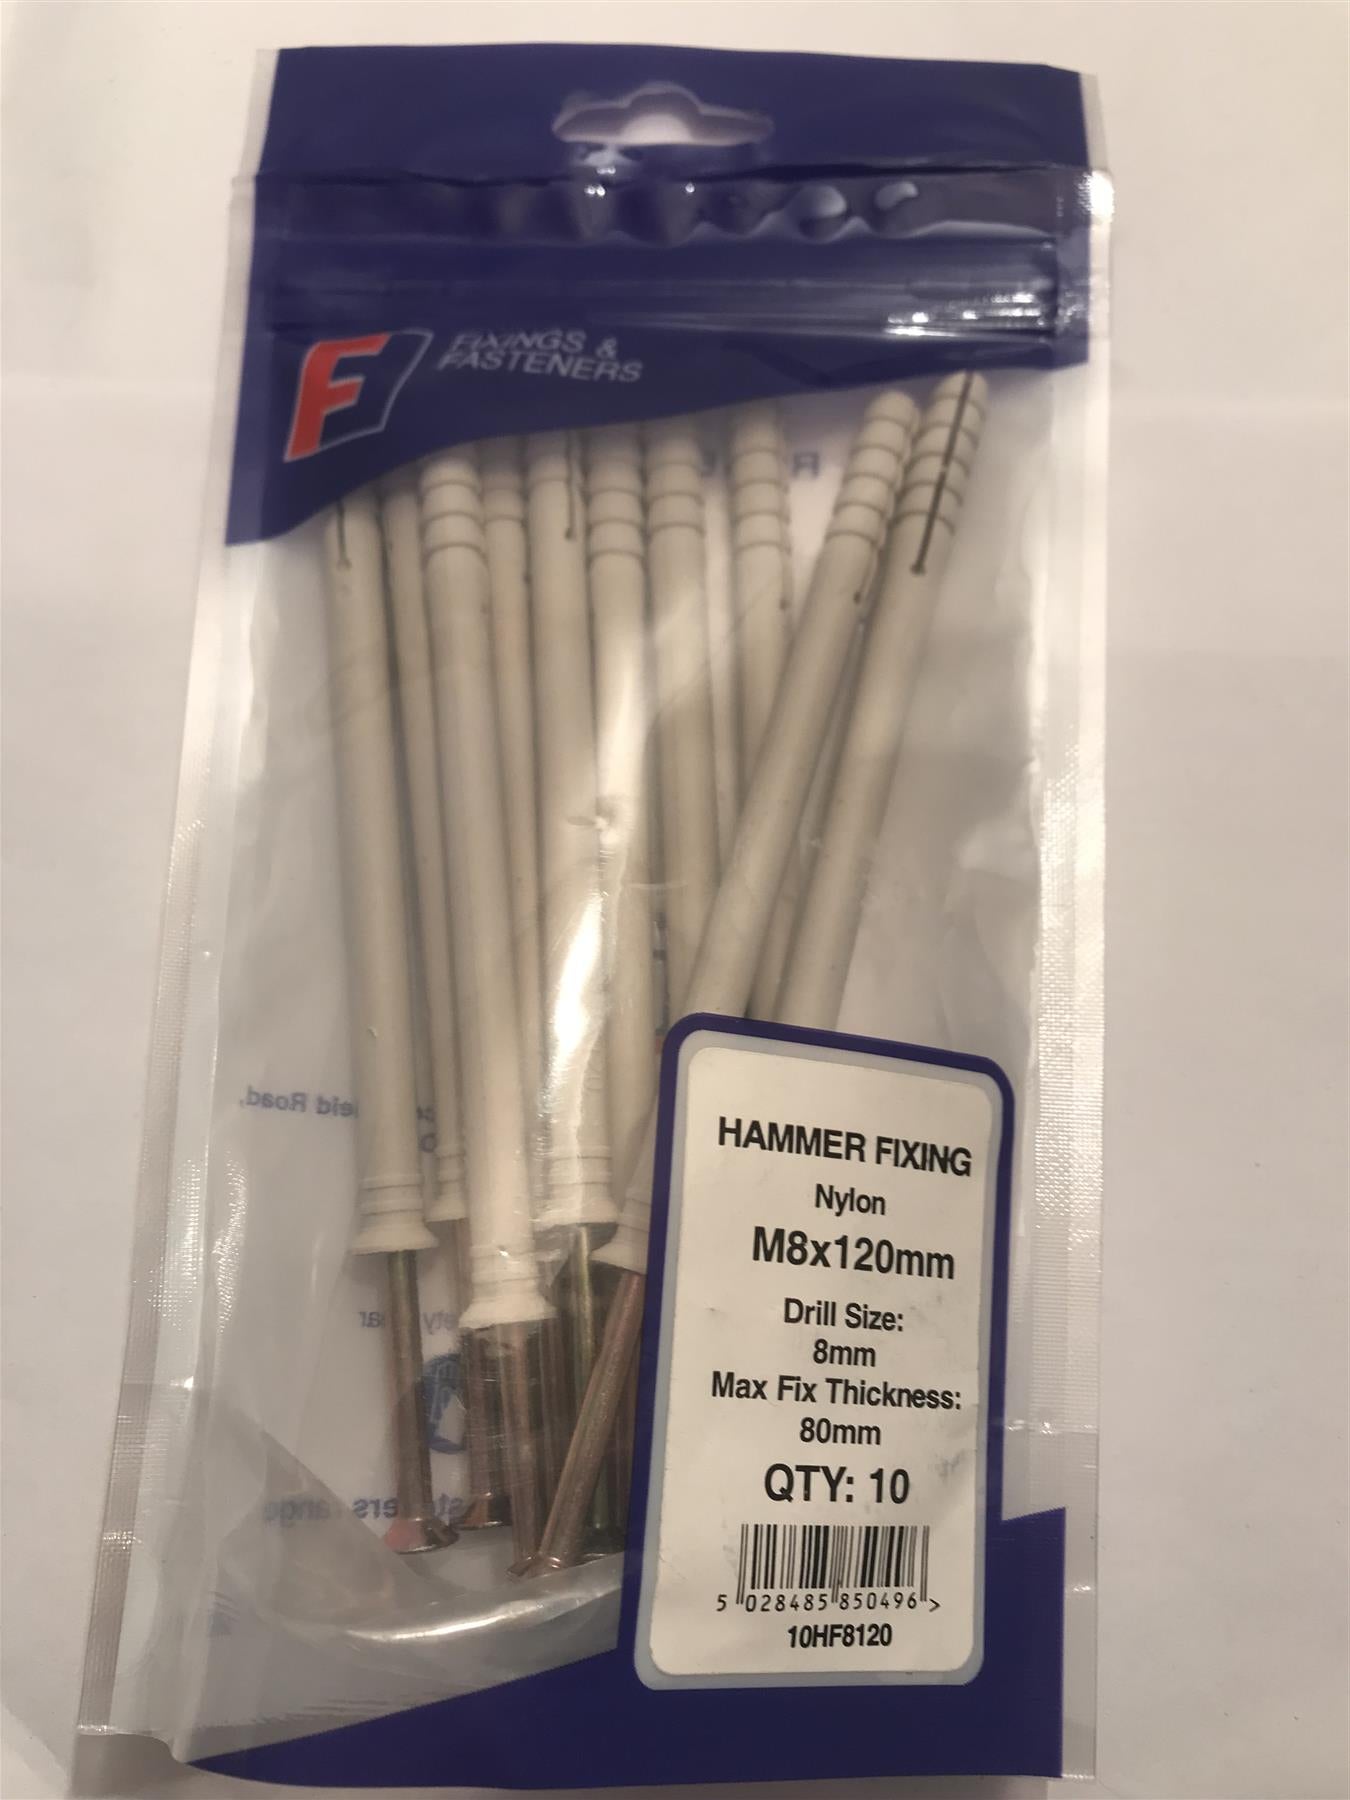 F
FIXINGS &
FASTENERS
HAMMER FIXING
Nylon
M8x120mm
Drill Size:
8mm
Max Fix Thickness:
80mm
QTY: 10
5 028485 850496 >
10HF8120
Road,